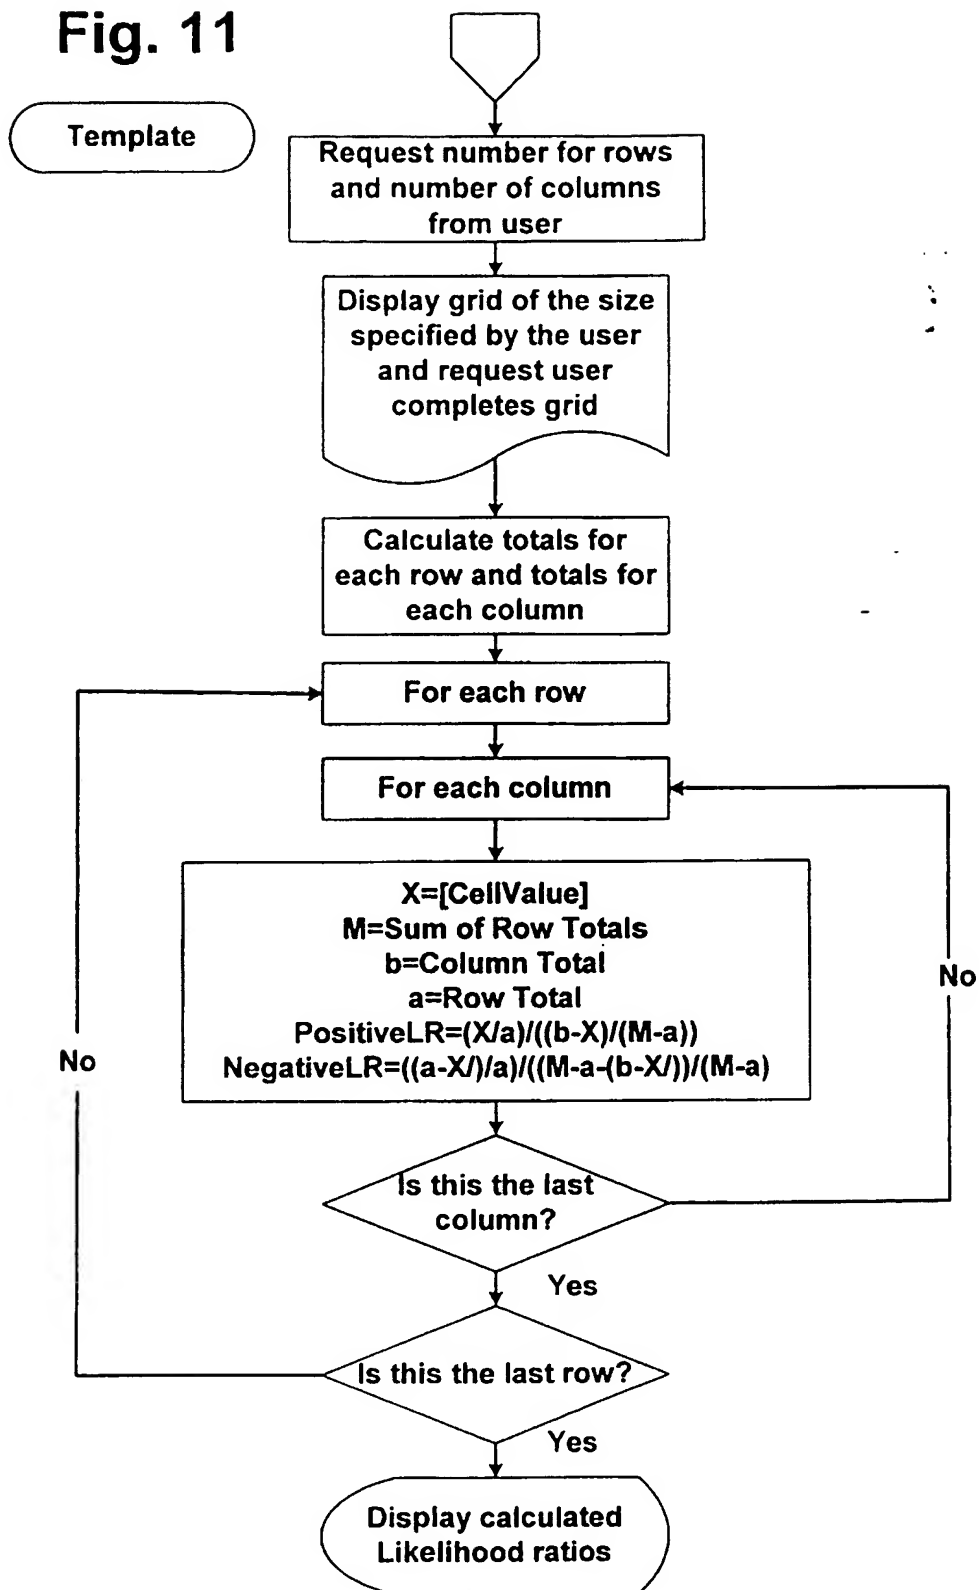 Fig. 11
Template
Request number for rows
and number of columns
from user
Display grid of the size
specified by the user
and request user
completes grid
Calculate totals for
each row and totals for
each column
For each row
For each column
X=[CellValue]
M=Sum of Row Totals
b=Column Total
a=Row Total
PositiveLR=(X/a)/((b-X)/(M-a))
NegativeLR=((a-X/)/a)/((M-a-(b-X/))/(M-a)
No
No
Is this the last
column?
Yes
Is this the last row?
Yes
Display calculated
Likelihood ratios